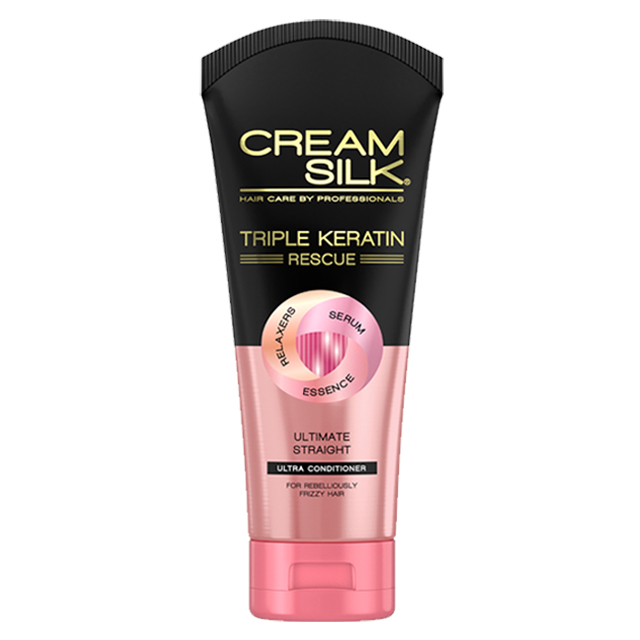 CREAM
SILK®
HAIR CARE BY PROFESSIONALS
TRIPLE KERATIN
RESCUE
RELAXERS
SERUM
ESSENCE
ULTIMATE
STRAIGHT
ULTRA CONDITIONER
FOR REBELLIOUSLY
FRIZZY HAIR